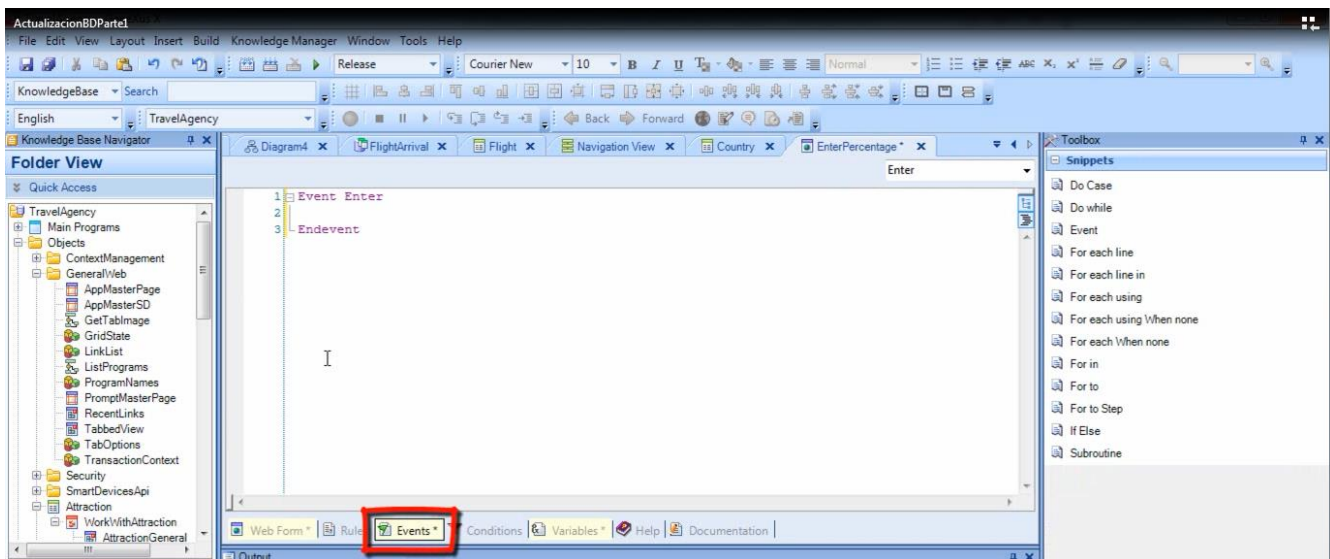 ActualizacionBDParte1
File Edit View Layout Insert Build Knowledge Manager Window Tools Help
Release Courier New 10 B I U Normal ABC
KnowledgeBase Search
English TravelAgency Back Forward
Knowledge Base Navigator
Folder View
Quick Access
TravelAgency
Main Programs
Objects
ContextManagement
GeneralWeb
AppMasterPage
AppMasterSD
GetTabImage
GridState
LinkList
ListPrograms
ProgramNames
PromptMasterPage
RecentLinks
TabbedView
TabOptions
TransactionContext
Security
SmartDevicesApi
Attraction
WorkWithAttraction
AttractionGeneral
Diagram4 FlightArrival Flight Navigation View Country EnterPercentage *
Enter
1 Event Enter
2
3 Endevent
Web Form * Rule Events * Conditions Variables * Help Documentation
Output
Toolbox
Snippets
Do Case
Do while
Event
For each line
For each line in
For each using
For each using When none
For each When none
For in
For to
For to Step
If Else
Subroutine